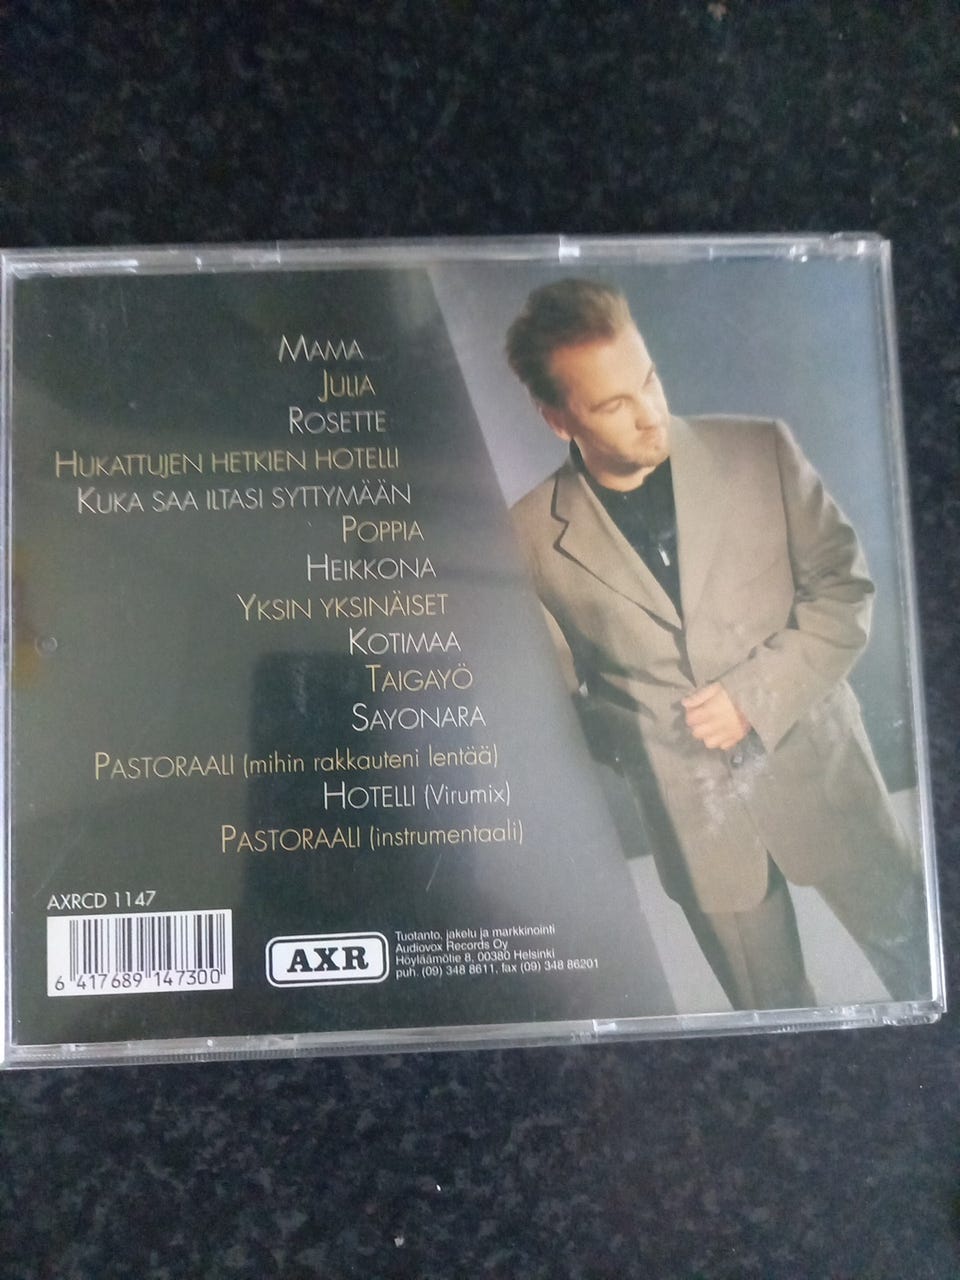 MAMA
JULIA
ROSETTE
HUKATTUJEN HETKIEN HOTELLI
KUKA SAA ILTASI SYTTYMÄÄN
POPPIA
HEIKKONA
YKSIN YKSINÄISET
KOTIMAA
TAIGAYÖ
SAYONARA
PASTORAALI (mihin rakkauteni lentää)
HOTELLI (Virumix)
PASTORAALI (instrumentaali)
AXRCD 1147
6 417689 147300
AXR
Tuotanto, jakelu ja markkinointi
Audiovox Records Oy
Höyläämötie 8, 00380 Helsinki
puh. (09) 348 8611, fax (09) 348 86201